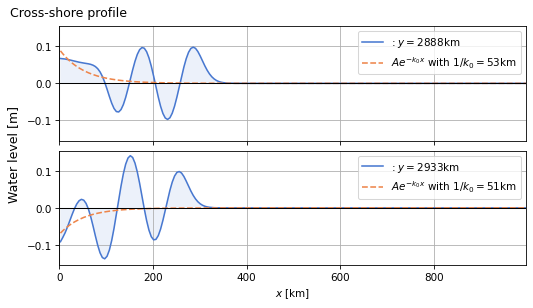 Cross-shore profile
Water level [m]
0.1
0.0
−0.1
: y = 2888km
Ae^{−k₀x} with 1/k₀ = 53km
0.1
0.0
−0.1
: y = 2933km
Ae^{−k₀x} with 1/k₀ = 51km
0 200 400 600 800
x [km]